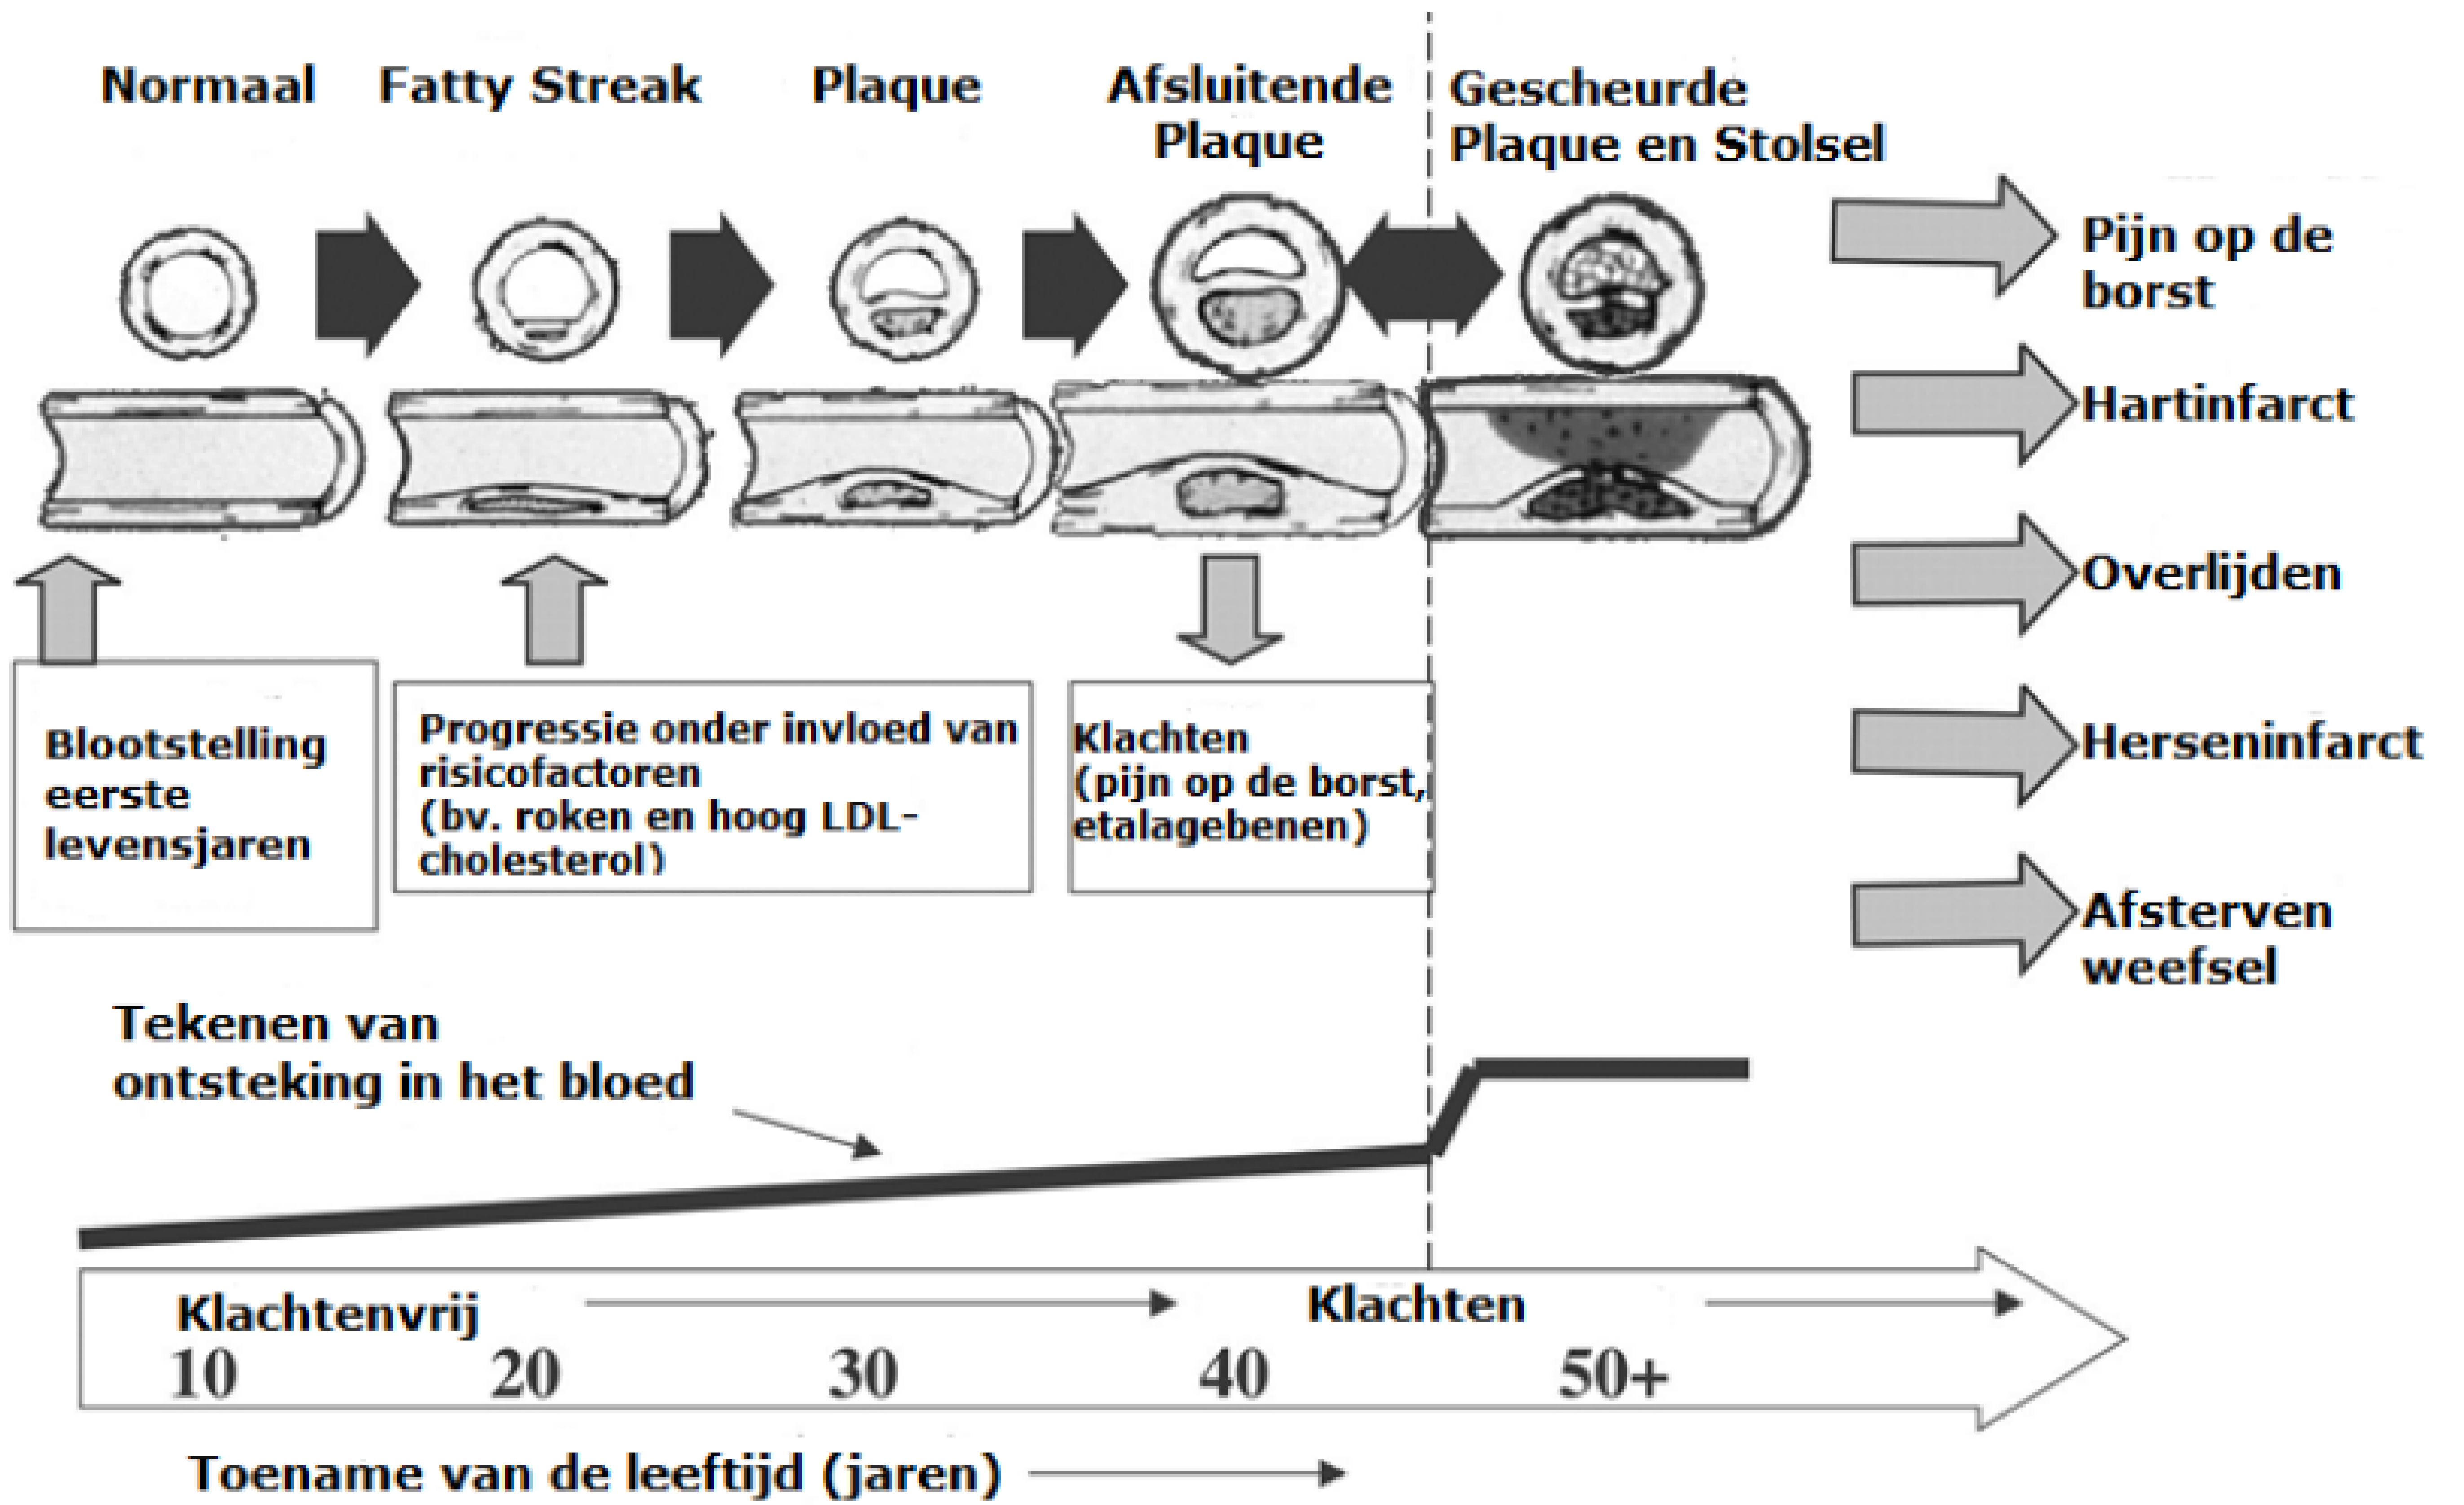 Normaal
Fatty Streak
Plaque
Afsluitende
Plaque
Gescheurde
Plaque en Stolsel
Pijn op de
borst
Hartinfarct
Overlijden
Herseninfarct
Afsterven
weefsel
Blootstelling
eerste
levensjaren
Progressie onder invloed van
risicofactoren
(bv. roken en hoog LDL-
cholesterol)
Klachten
(pijn op de borst,
etalagebenen)
Tekenen van
ontsteking in het bloed
Klachtenvrij
Klachten
10
20
30
40
50+
Toename van de leeftijd (jaren)